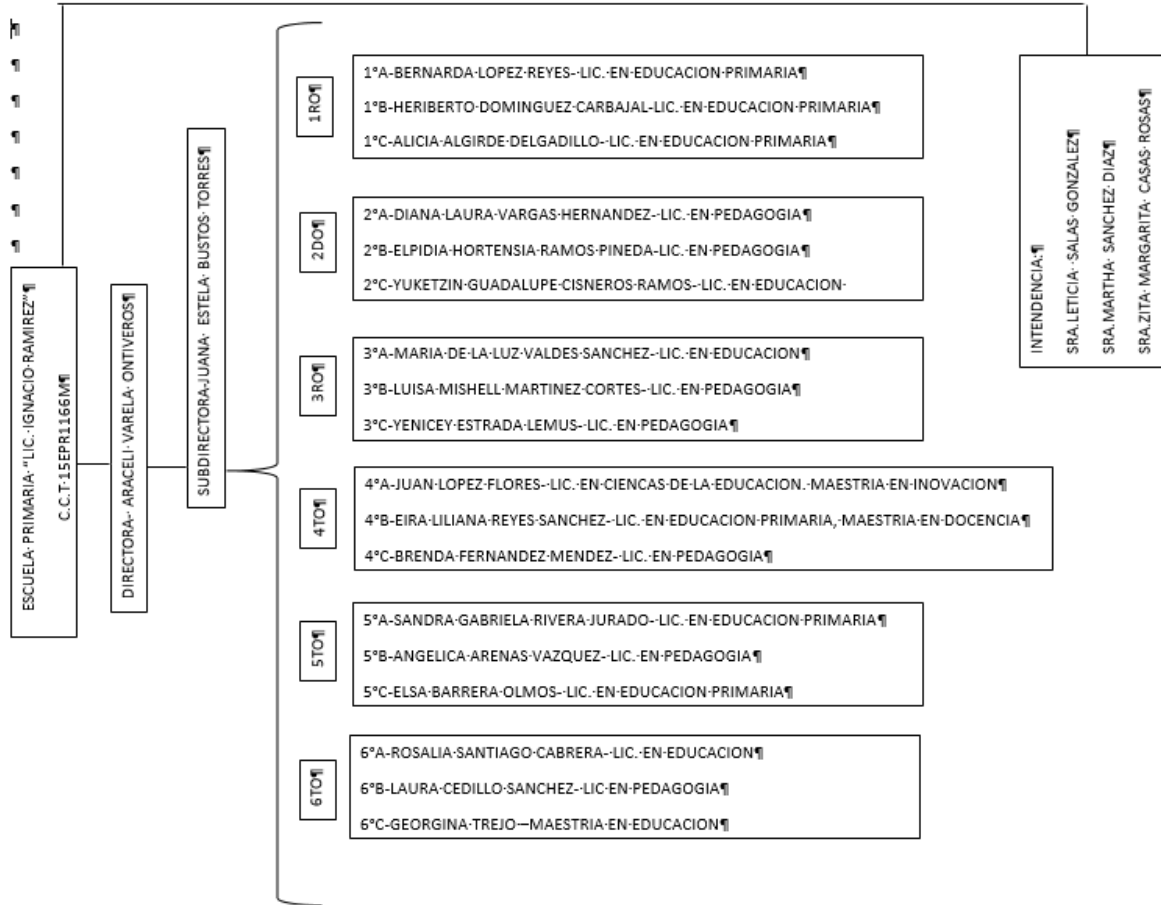 ESCUELA PRIMARIA "LIC. IGNACIO RAMIREZ"¶
C.C.T 15EPR1166M¶
DIRECTORA- ARACELI VARELA ONTIVEROS¶
SUBDIRECTORA-JUANA ESTELA BUSTOS TORRES¶
1RO¶
1°A-BERNARDA LOPEZ REYES- LIC. EN EDUCACION PRIMARIA¶
1°B-HERIBERTO DOMINGUEZ CARBAJAL-LIC. EN EDUCACION PRIMARIA¶
1°C-ALICIA ALGIRDE DELGADILLO- LIC. EN EDUCACION PRIMARIA¶
2DO¶
2°A-DIANA LAURA VARGAS HERNANDEZ- LIC. EN PEDAGOGIA¶
2°B-ELPIDIA HORTENSIA RAMOS PINEDA-LIC. EN PEDAGOGIA¶
2°C-YUKETZIN GUADALUPE CISNEROS RAMOS- LIC. EN EDUCACION
3RO¶
3°A-MARIA DE LA LUZ VALDES SANCHEZ- LIC. EN EDUCACION¶
3°B-LUISA MISHELL MARTINEZ CORTES- LIC. EN PEDAGOGIA¶
3°C-YENICEY ESTRADA LEMUS- LIC. EN PEDAGOGIA¶
4TO¶
4°A-JUAN LOPEZ FLORES- LIC. EN CIENCAS DE LA EDUCACION. MAESTRIA EN INOVACION¶
4°B-EIRA LILIANA REYES SANCHEZ- LIC. EN EDUCACION PRIMARIA, MAESTRIA EN DOCENCIA¶
4°C-BRENDA FERNANDEZ MENDEZ- LIC. EN PEDAGOGIA¶
5TO¶
5°A-SANDRA GABRIELA RIVERA JURADO- LIC. EN EDUCACION PRIMARIA¶
5°B-ANGELICA ARENAS VAZQUEZ- LIC. EN PEDAGOGIA¶
5°C-ELSA BARRERA OLMOS- LIC. EN EDUCACION PRIMARIA¶
6TO¶
6°A-ROSALIA SANTIAGO CABRERA- LIC. EN EDUCACION¶
6°B-LAURA CEDILLO SANCHEZ- LIC EN PEDAGOGIA¶
6°C-GEORGINA TREJO –MAESTRIA EN EDUCACION¶
INTENDENCIA:¶
SRA.LETICIA SALAS GONZALEZ¶
SRA.MARTHA SANCHEZ DIAZ¶
SRA.ZITA MARGARITA CASAS ROSAS¶